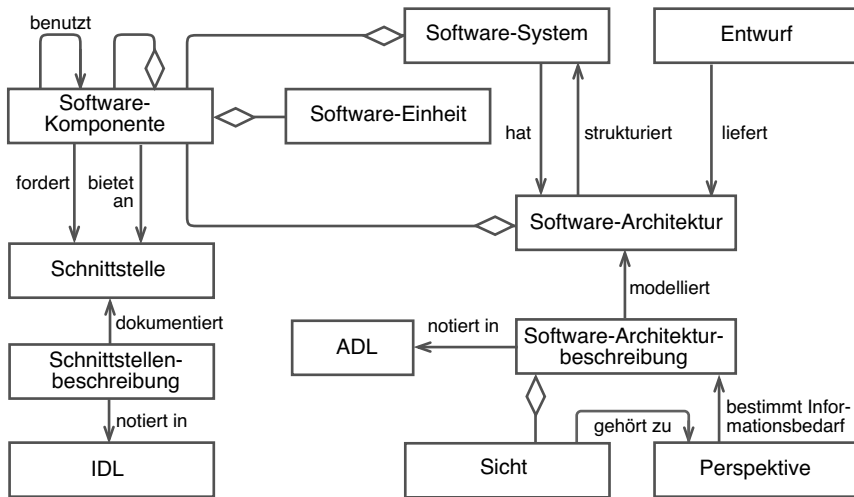 benutzt
Software-System
Entwurf
Software-
Komponente
Software-Einheit
hat
strukturiert
liefert
fordert
bietet
an
Software-Architektur
Schnittstelle
modelliert
dokumentiert
notiert in
Software-Architektur-
beschreibung
ADL
Schnittstellen-
beschreibung
notiert in
bestimmt Infor-
mationsbedarf
gehört zu
IDL
Sicht
Perspektive